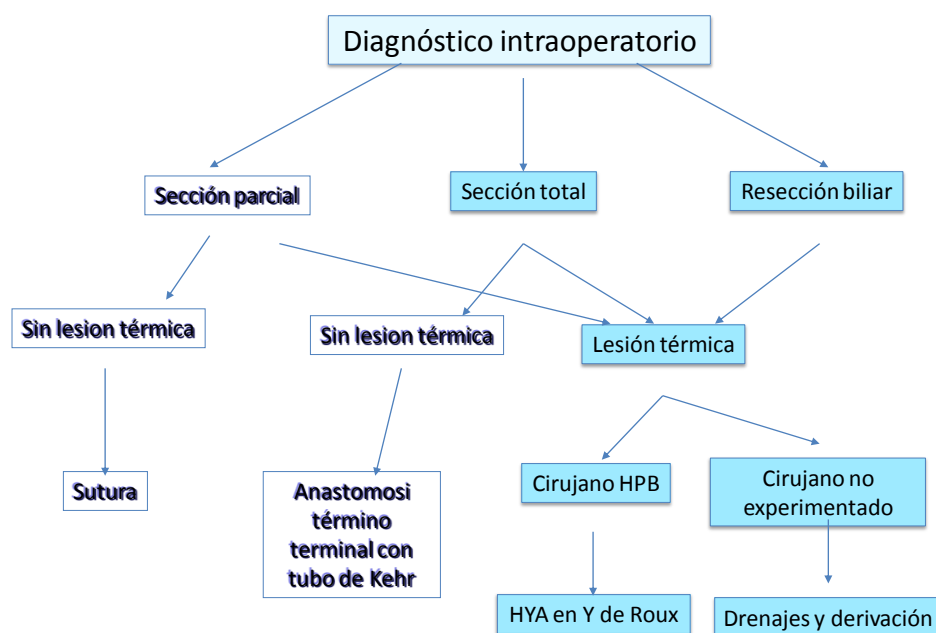 Diagnóstico intraoperatorio
Sección parcial
Sección total
Resección biliar
Sin lesion térmica
Sin lesion térmica
Lesión térmica
Sutura
Anastomosi
término
terminal con
tubo de Kehr
Cirujano HPB
Cirujano no
experimentado
HYA en Y de Roux
Drenajes y derivación